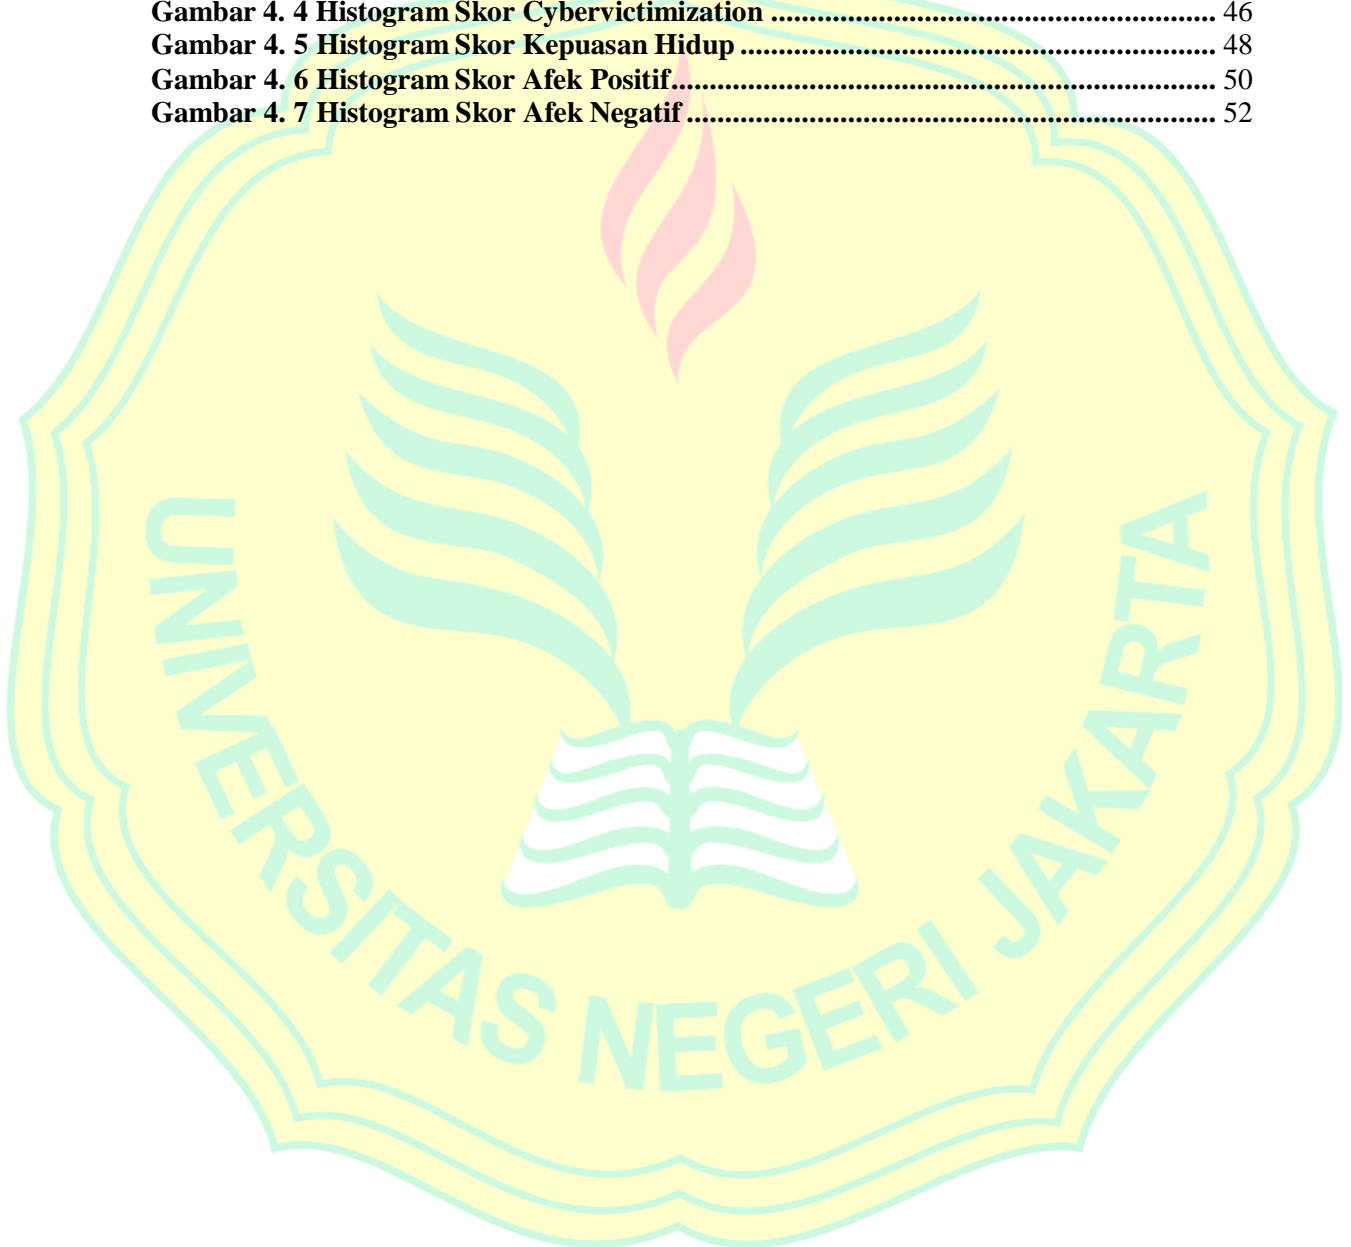 Gambar 4. 4 Histogram Skor Cybervictimization ............................................................ 46
Gambar 4. 5 Histogram Skor Kepuasan Hidup ................................................................ 48
Gambar 4. 6 Histogram Skor Afek Positif......................................................................... 50
Gambar 4. 7 Histogram Skor Afek Negatif ....................................................................... 52
UNIVERSITAS NEGERI JAKARTA